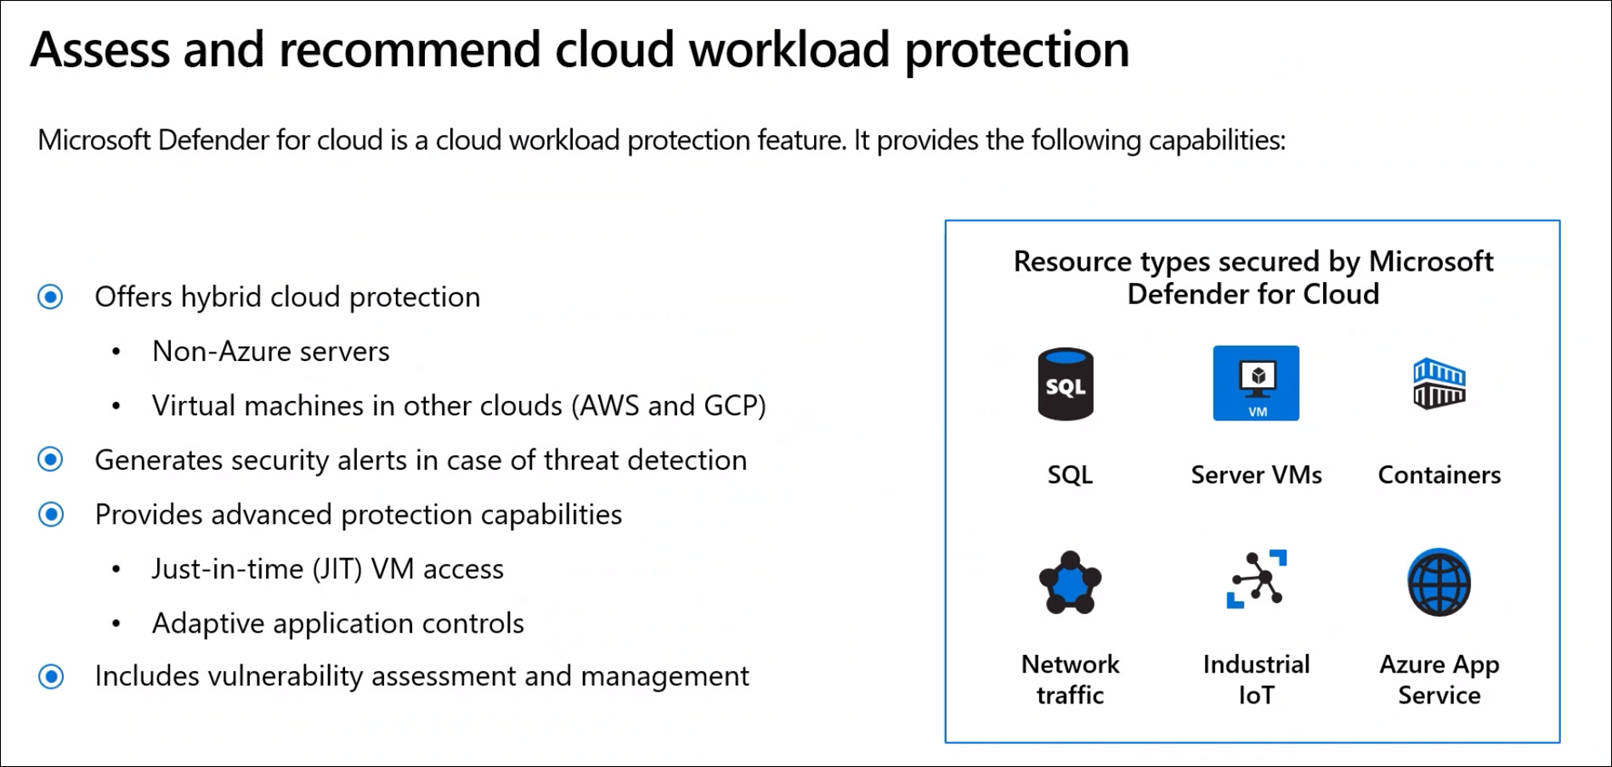 Assess and recommend cloud workload protection
Microsoft Defender for cloud is a cloud workload protection feature. It provides the following capabilities:
Offers hybrid cloud protection
• Non-Azure servers
• Virtual machines in other clouds (AWS and GCP)
Generates security alerts in case of threat detection
Provides advanced protection capabilities
• Just-in-time (JIT) VM access
• Adaptive application controls
Includes vulnerability assessment and management
Resource types secured by Microsoft
Defender for Cloud
SQL
VM
SQL
Server VMs
Containers
Network
traffic
Industrial
IoT
Azure App
Service